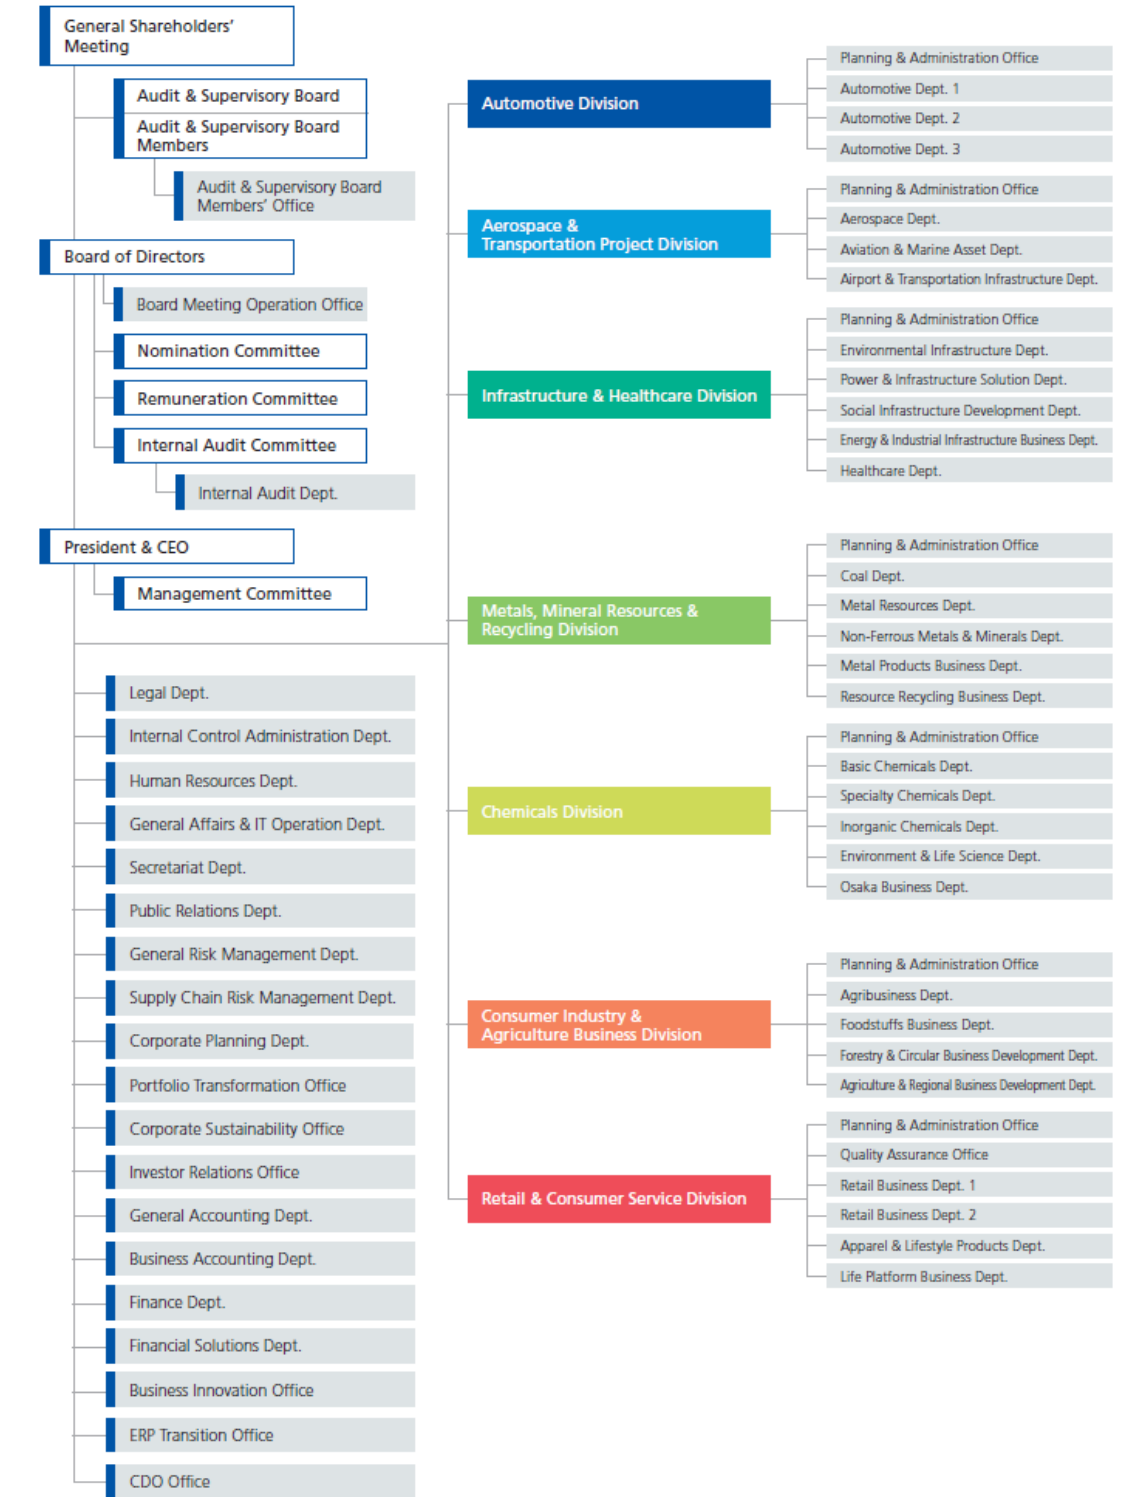 General Shareholders'
Meeting
Audit & Supervisory Board
Audit & Supervisory Board
Members
Audit & Supervisory Board
Members' Office
Board of Directors
Board Meeting Operation Office
Nomination Committee
Remuneration Committee
Internal Audit Committee
Internal Audit Dept.
President & CEO
Management Committee
Legal Dept.
Internal Control Administration Dept.
Human Resources Dept.
General Affairs & IT Operation Dept.
Secretariat Dept.
Public Relations Dept.
General Risk Management Dept.
Supply Chain Risk Management Dept.
Corporate Planning Dept.
Portfolio Transformation Office
Corporate Sustainability Office
Investor Relations Office
General Accounting Dept.
Business Accounting Dept.
Finance Dept.
Financial Solutions Dept.
Business Innovation Office
ERP Transition Office
CDO Office
Automotive Division
Planning & Administration Office
Automotive Dept. 1
Automotive Dept. 2
Automotive Dept. 3
Aerospace &
Transportation Project Division
Planning & Administration Office
Aerospace Dept.
Aviation & Marine Asset Dept.
Airport & Transportation Infrastructure Dept.
Infrastructure & Healthcare Division
Planning & Administration Office
Environmental Infrastructure Dept.
Power & Infrastructure Solution Dept.
Social Infrastructure Development Dept.
Energy & Industrial Infrastructure Business Dept.
Healthcare Dept.
Metals, Mineral Resources &
Recycling Division
Planning & Administration Office
Coal Dept.
Metal Resources Dept.
Non-Ferrous Metals & Minerals Dept.
Metal Products Business Dept.
Resource Recycling Business Dept.
Chemicals Division
Planning & Administration Office
Basic Chemicals Dept.
Specialty Chemicals Dept.
Inorganic Chemicals Dept.
Environment & Life Science Dept.
Osaka Business Dept.
Consumer Industry &
Agriculture Business Division
Planning & Administration Office
Agribusiness Dept.
Foodstuffs Business Dept.
Forestry & Circular Business Development Dept.
Agriculture & Regional Business Development Dept.
Retail & Consumer Service Division
Planning & Administration Office
Quality Assurance Office
Retail Business Dept. 1
Retail Business Dept. 2
Apparel & Lifestyle Products Dept.
Life Platform Business Dept.